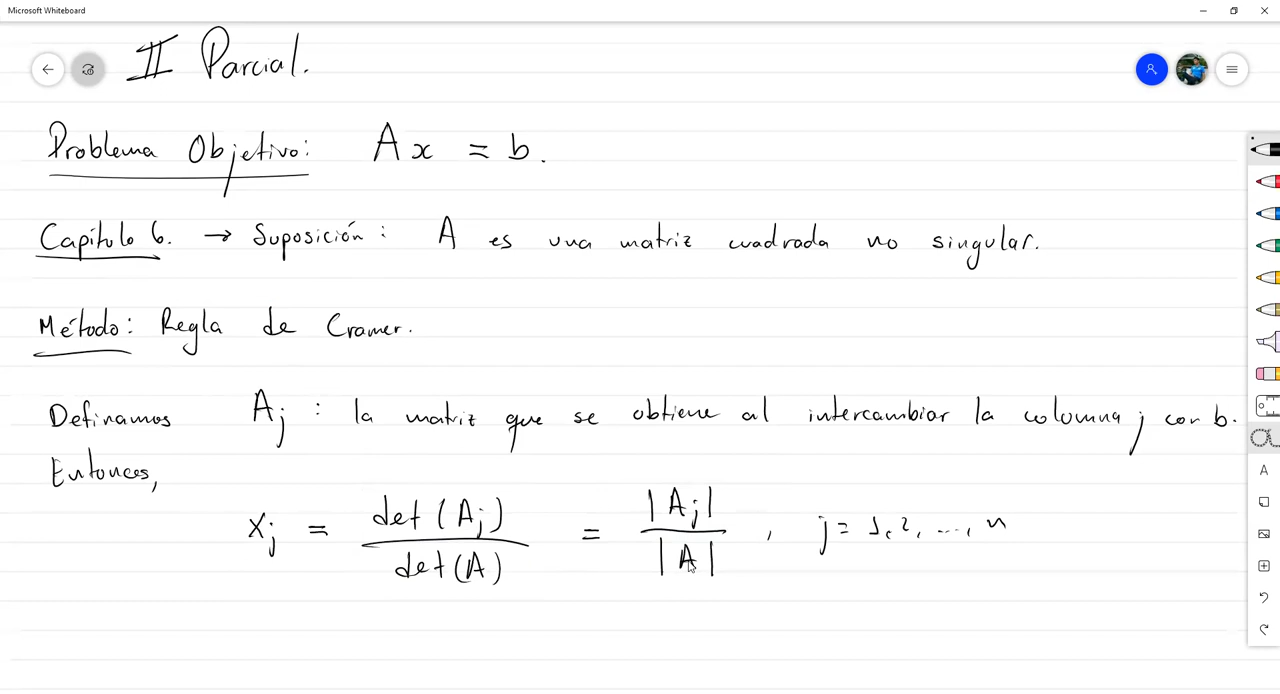 Microsoft Whiteboard
II Parcial.
Problema Objetivo: Ax = b.
Capítulo 6. → Suposición: A es una matriz cuadrada no singular.
Método: Regla de Cramer.
Definamos Aj : la matriz que se obtiene al intercambiar la columna j con b.
Entonces,
xj = det(Aj) / det(A) = |Aj| / |A| , j = 1, 2, ..., n
A